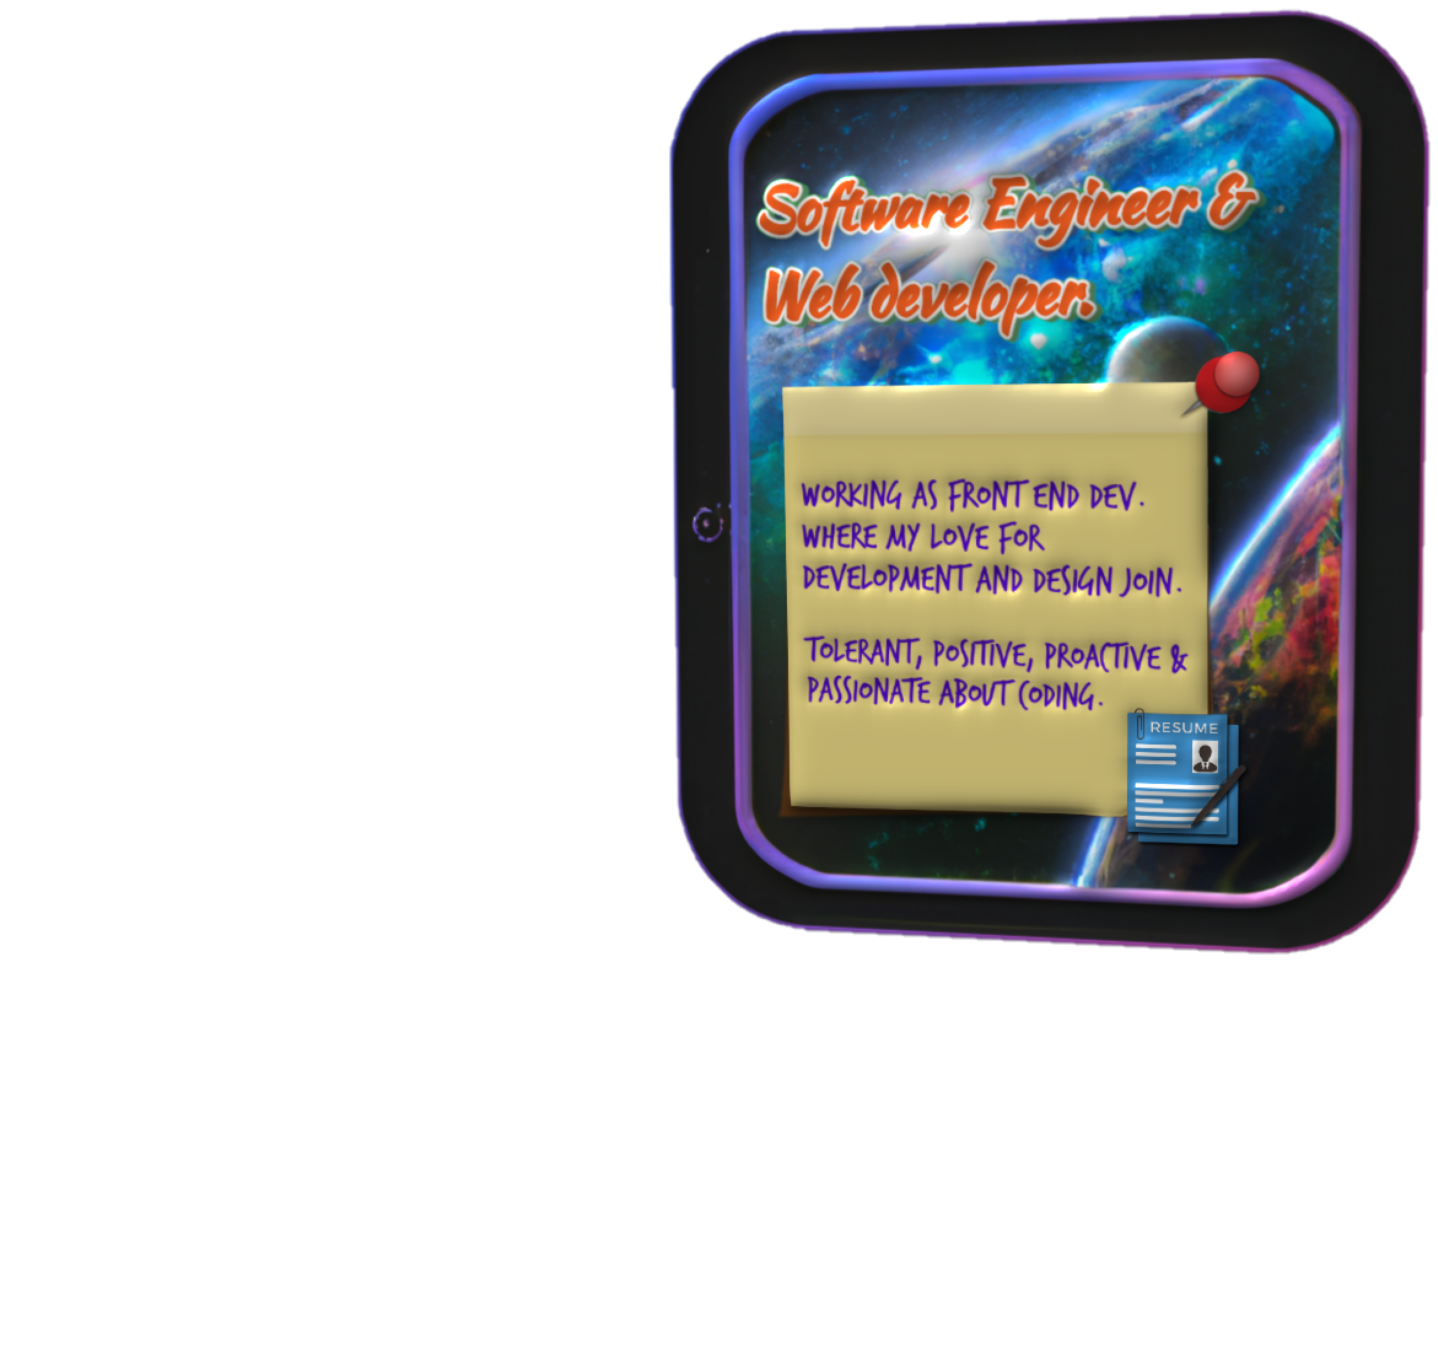 Software Engineer &
Web developer.
WORKING AS FRONT END DEV.
WHERE MY LOVE FOR
DEVELOPMENT AND DESIGN JOIN.
TOLERANT, POSITIVE, PROACTIVE &
PASSIONATE ABOUT CODING.
RESUME